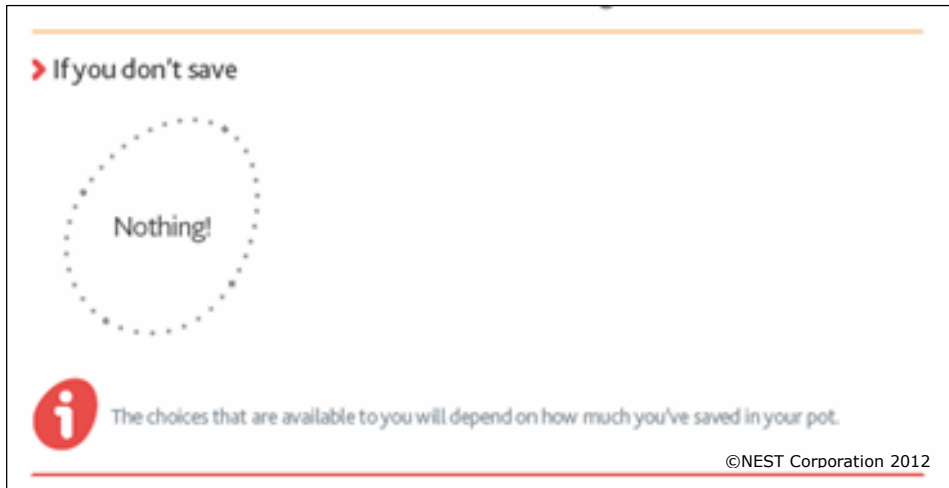 If you don't save
Nothing!
The choices that are available to you will depend on how much you've saved in your pot.
©NEST Corporation 2012